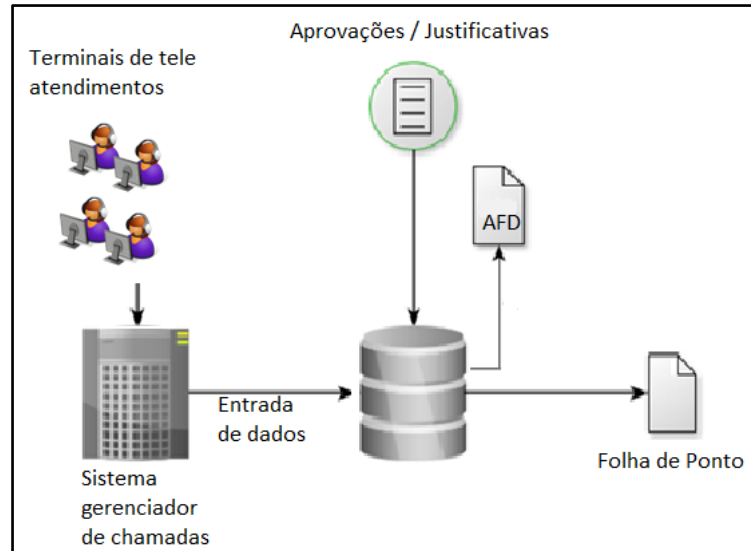 Aprovações / Justificativas
Terminais de tele
atendimentos
AFD
Entrada
de dados
Folha de Ponto
Sistema
gerenciador
de chamadas